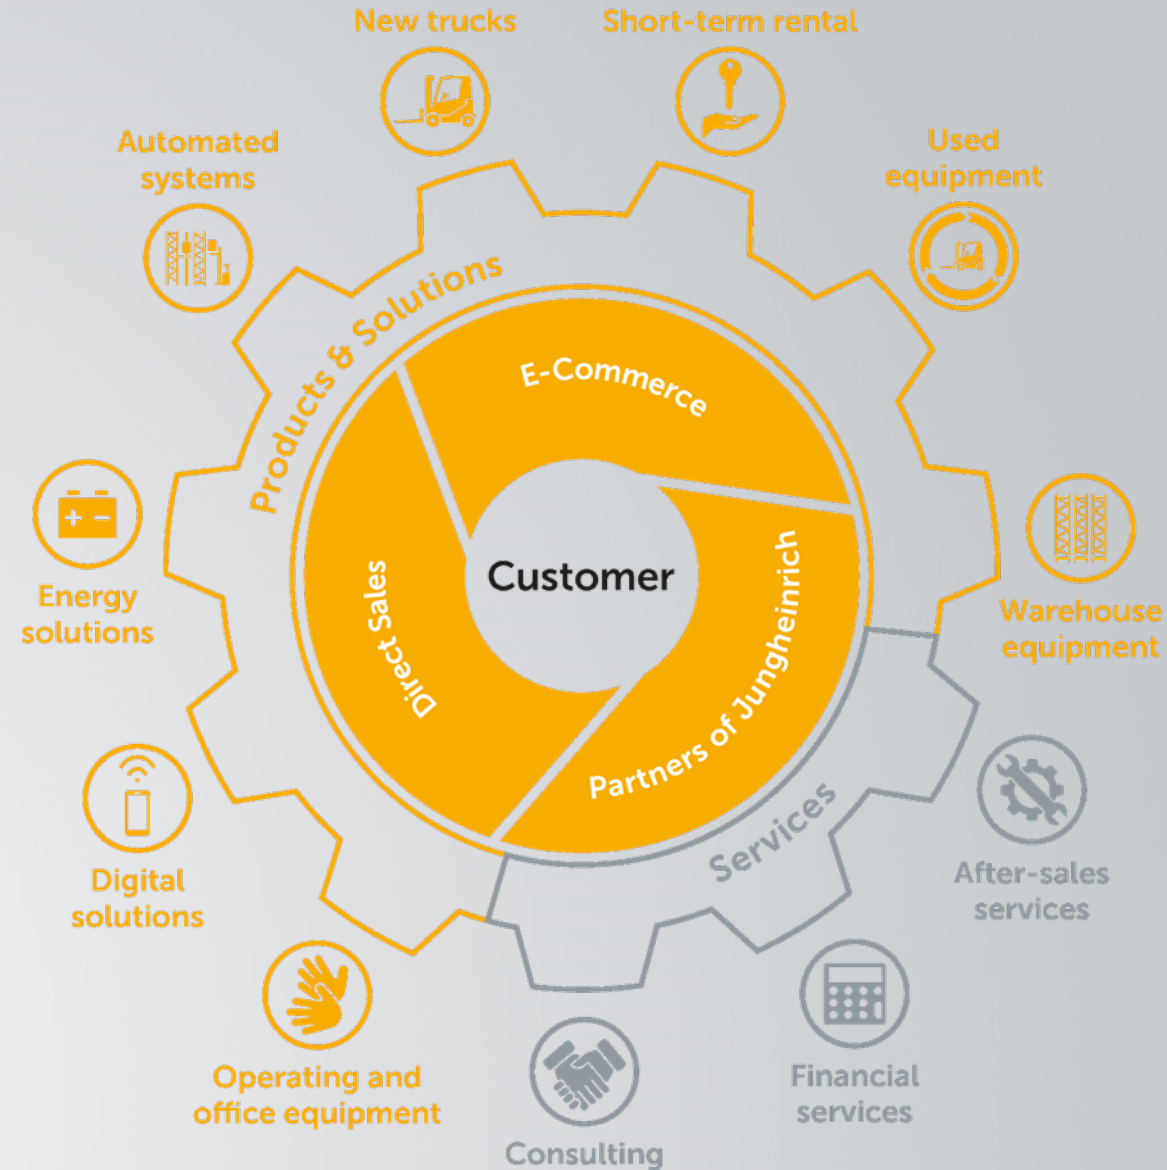 New trucks
Short-term rental
Automated
systems
Used
equipment
Products & Solutions
E-Commerce
Customer
Direct Sales
Partners of Jungheinrich
Energy
solutions
Warehouse
equipment
Services
Digital
solutions
After-sales
services
Operating and
office equipment
Financial
services
Consulting